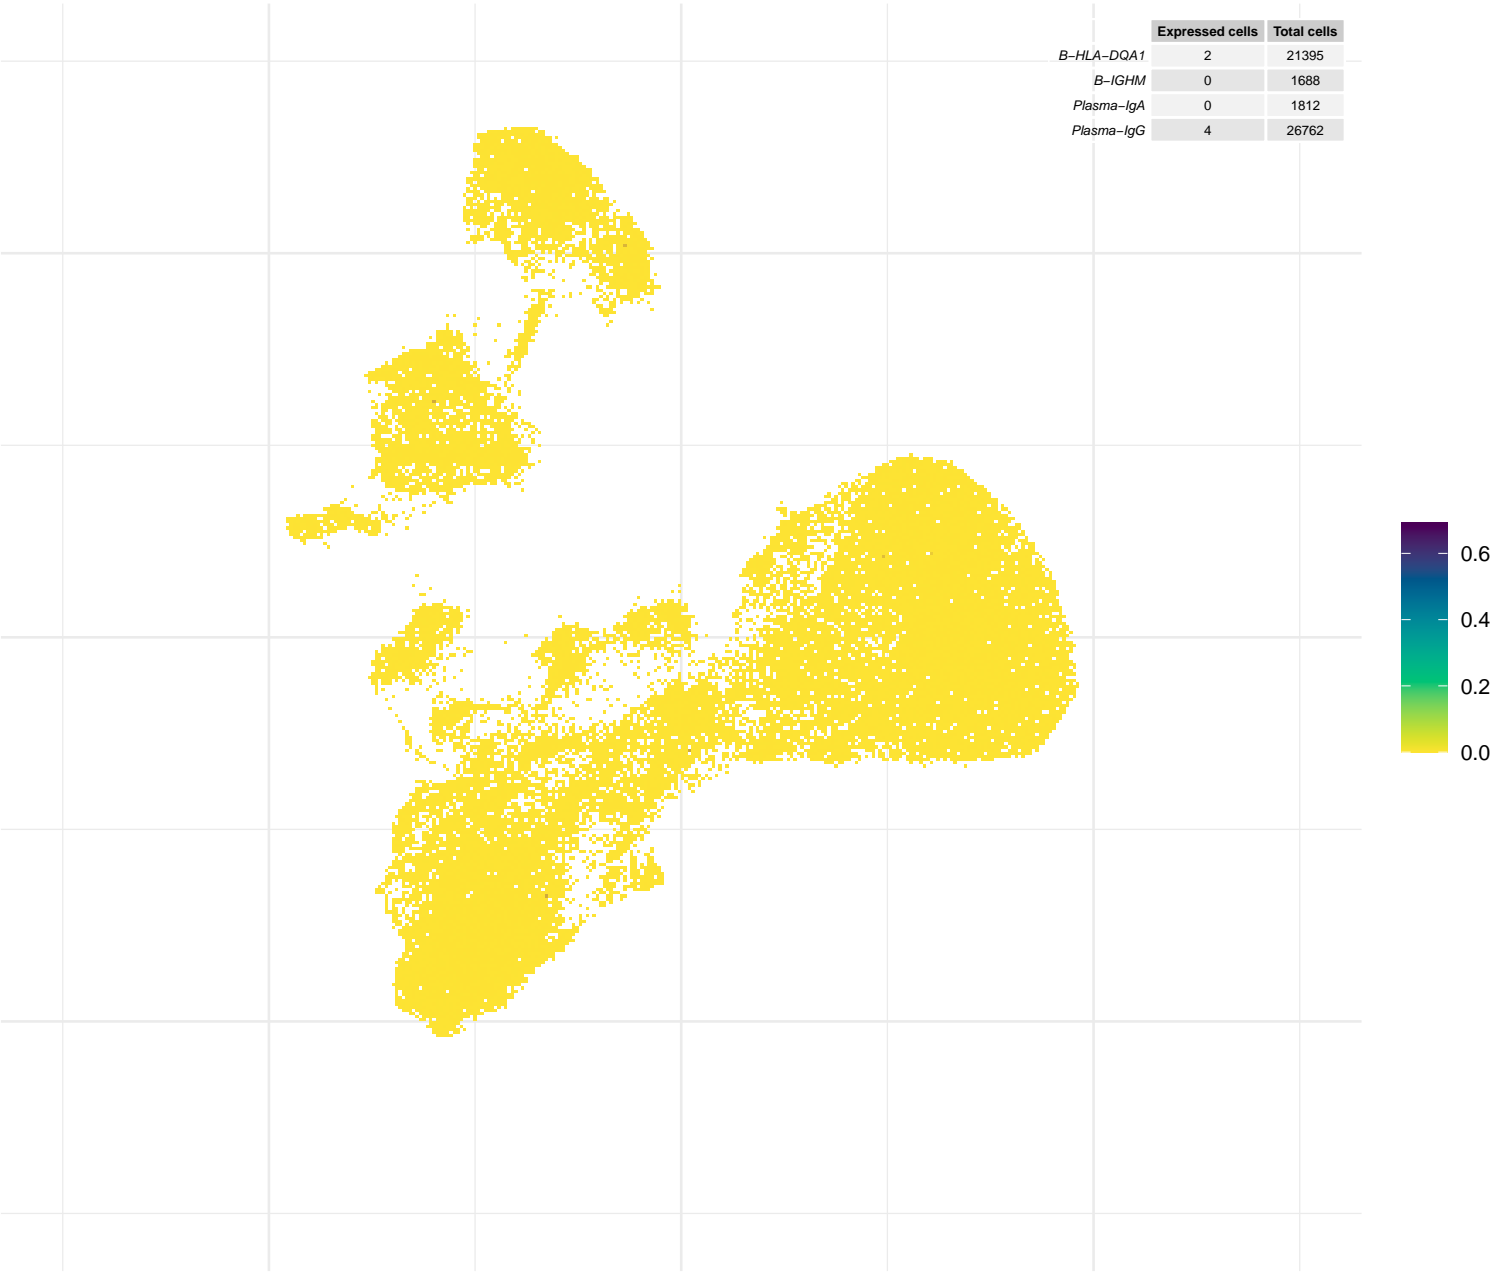 Expressed cells Total cells
B−HLA−DQA1 2 21395
B−IGHM 0 1688
Plasma−IgA 0 1812
Plasma−IgG 4 26762
0.6
0.4
0.2
0.0